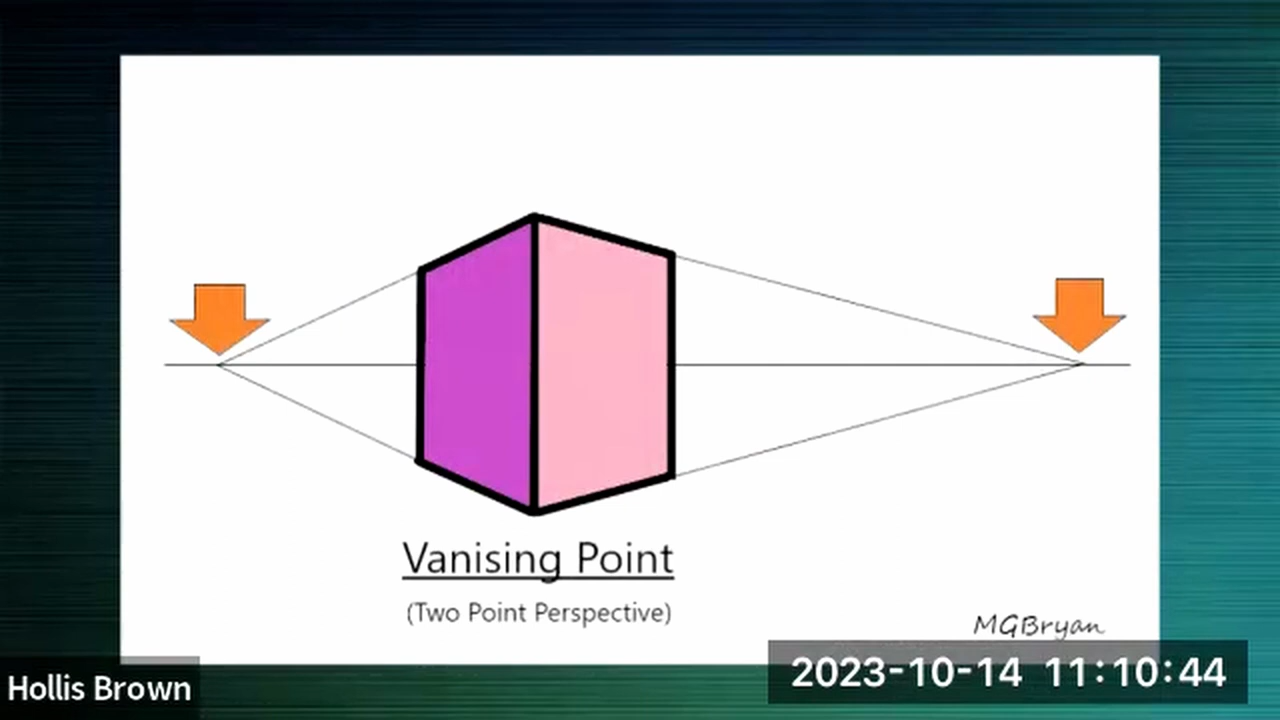 Vanising Point
(Two Point Perspective)
MGBryan
2023-10-14 11:10:44
Hollis Brown